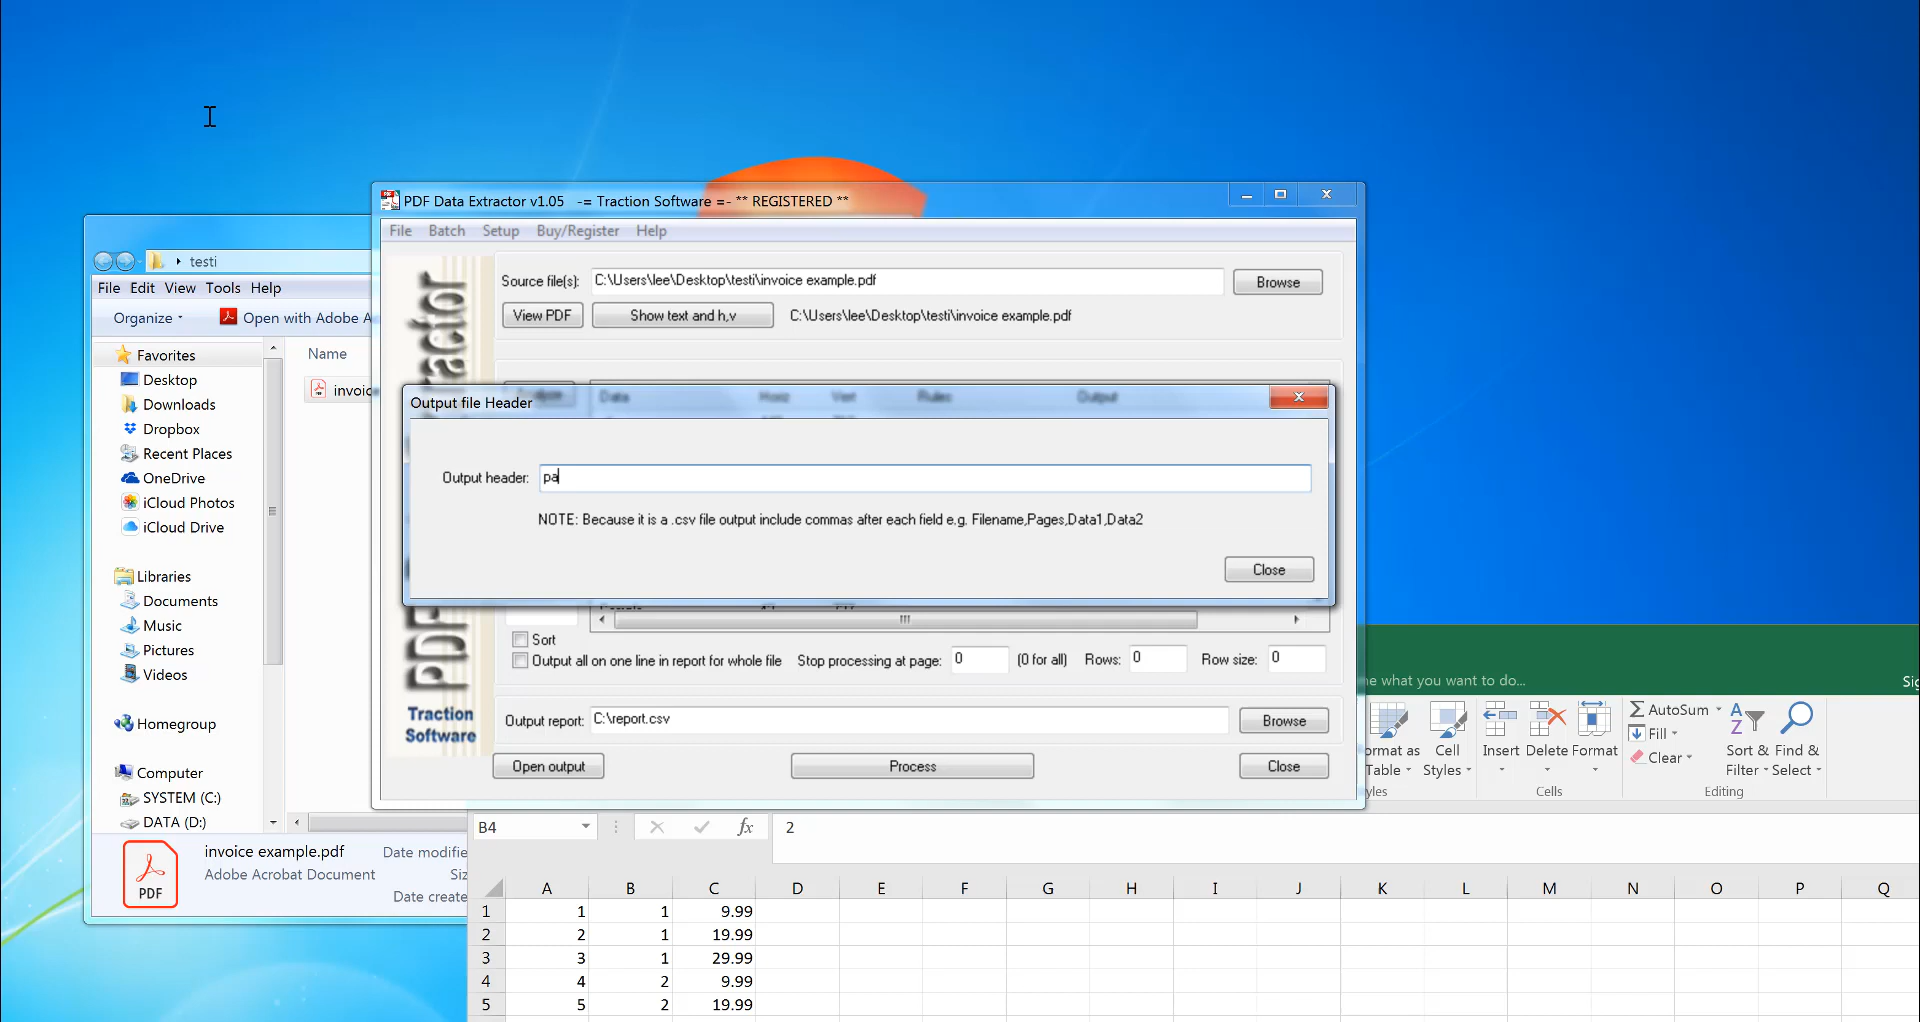 PDF Data Extractor v1.05 -= Traction Software =- ** REGISTERED **
File Batch Setup Buy/Register Help
Source file(s): C:\Users\lee\Desktop\testi\invoice example.pdf Browse
View PDF Show text and h,v C:\Users\lee\Desktop\testi\invoice example.pdf
Data Horiz Vert Rules Output
Output file Header
Output header: pa
NOTE: Because it is a .csv file output include commas after each field e.g. Filename,Pages,Data1,Data2
Close
Sort
Output all on one line in report for whole file Stop processing at page: 0 (0 for all) Rows: 0 Row size: 0
Traction
Software
Output report: C:\report.csv Browse
Open output Process Close
testi
File Edit View Tools Help
Organize Open with Adobe A
Name
invoic
Favorites
Desktop
Downloads
Dropbox
Recent Places
OneDrive
iCloud Photos
iCloud Drive
Libraries
Documents
Music
Pictures
Videos
Homegroup
Computer
SYSTEM (C:)
DATA (D:)
PDF
invoice example.pdf Date modifie
Adobe Acrobat Document Siz
Date create
me what you want to do... Sig
ormat as Cell Insert Delete Format AutoSum Sort & Find &
Table Styles Fill Filter Select
Clear
yles Cells Editing
B4 fx 2
A B C D E F G H I J K L M N O P Q
1 1 1 9.99
2 2 1 19.99
3 3 1 29.99
4 4 2 9.99
5 5 2 19.99